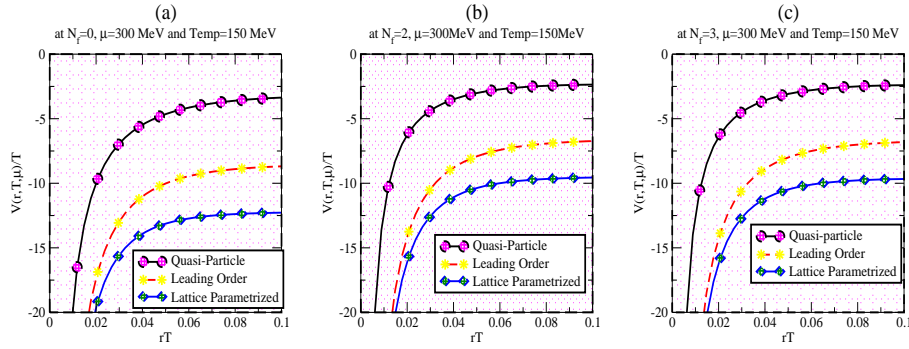 (a)
at N_f=0, μ=300 MeV and Temp=150 MeV
V(r,T,μ)/T
0
-5
-10
-15
-20
0
0.02
0.04
0.06
0.08
0.1
rT
Quasi-Particle
Leading Order
Lattice Parametrized
(b)
at N_f=2, μ=300MeV and Temp=150MeV
V(r,T,μ)/T
0
-5
-10
-15
-20
0
0.02
0.04
0.06
0.08
0.1
rT
Quasi-Particle
Leading Order
Lattice Parametrized
(c)
at N_f=3, μ=300 MeV and Temp=150 MeV
V(r,T,μ)/T
0
-5
-10
-15
-20
0
0.02
0.04
0.06
0.08
0.1
rT
Quasi-particle
Leading Order
Lattice Parametrized